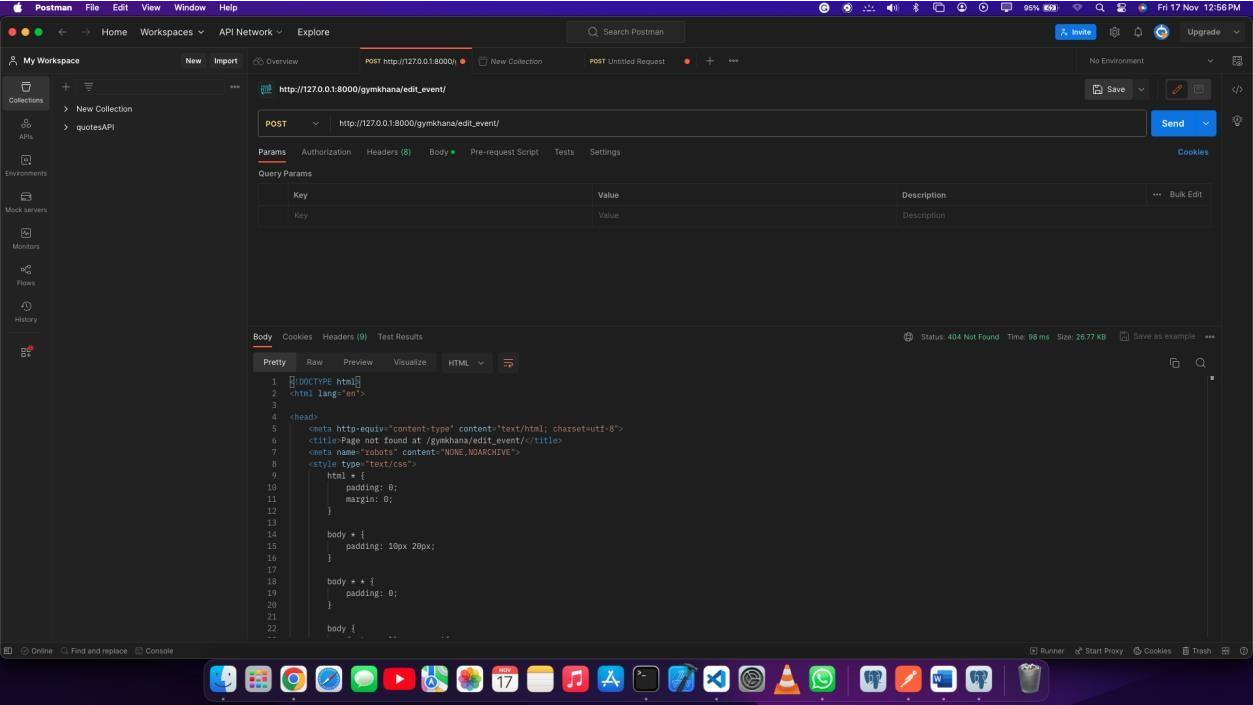 Postman File Edit View Window Help 95% Fri 17 Nov 12:56 PM
Home Workspaces API Network Explore Search Postman Invite Upgrade
My Workspace New Import Overview POST http://127.0.0.1:8000/g New Collection POST Untitled Request No Environment
Collections
New Collection
quotesAPI
APIs
Environments
Mock servers
Monitors
Flows
History
http://127.0.0.1:8000/gymkhana/edit_event/ Save
POST http://127.0.0.1:8000/gymkhana/edit_event/ Send
Params Authorization Headers (8) Body Pre-request Script Tests Settings Cookies
Query Params
Key Value Description Bulk Edit
Key Value Description
Body Cookies Headers (9) Test Results Status: 404 Not Found Time: 98 ms Size: 26.77 KB Save as example
Pretty Raw Preview Visualize HTML
1 <!DOCTYPE html>
2 <html lang="en">
3
4 <head>
5 <meta http-equiv="content-type" content="text/html; charset=utf-8">
6 <title>Page not found at /gymkhana/edit_event/</title>
7 <meta name="robots" content="NONE,NOARCHIVE">
8 <style type="text/css">
9 html * {
10 padding: 0;
11 margin: 0;
12 }
13
14 body * {
15 padding: 10px 20px;
16 }
17
18 body * * {
19 padding: 0;
20 }
21
22 body {
Online Find and replace Console Runner Start Proxy Cookies Trash
NOV
17